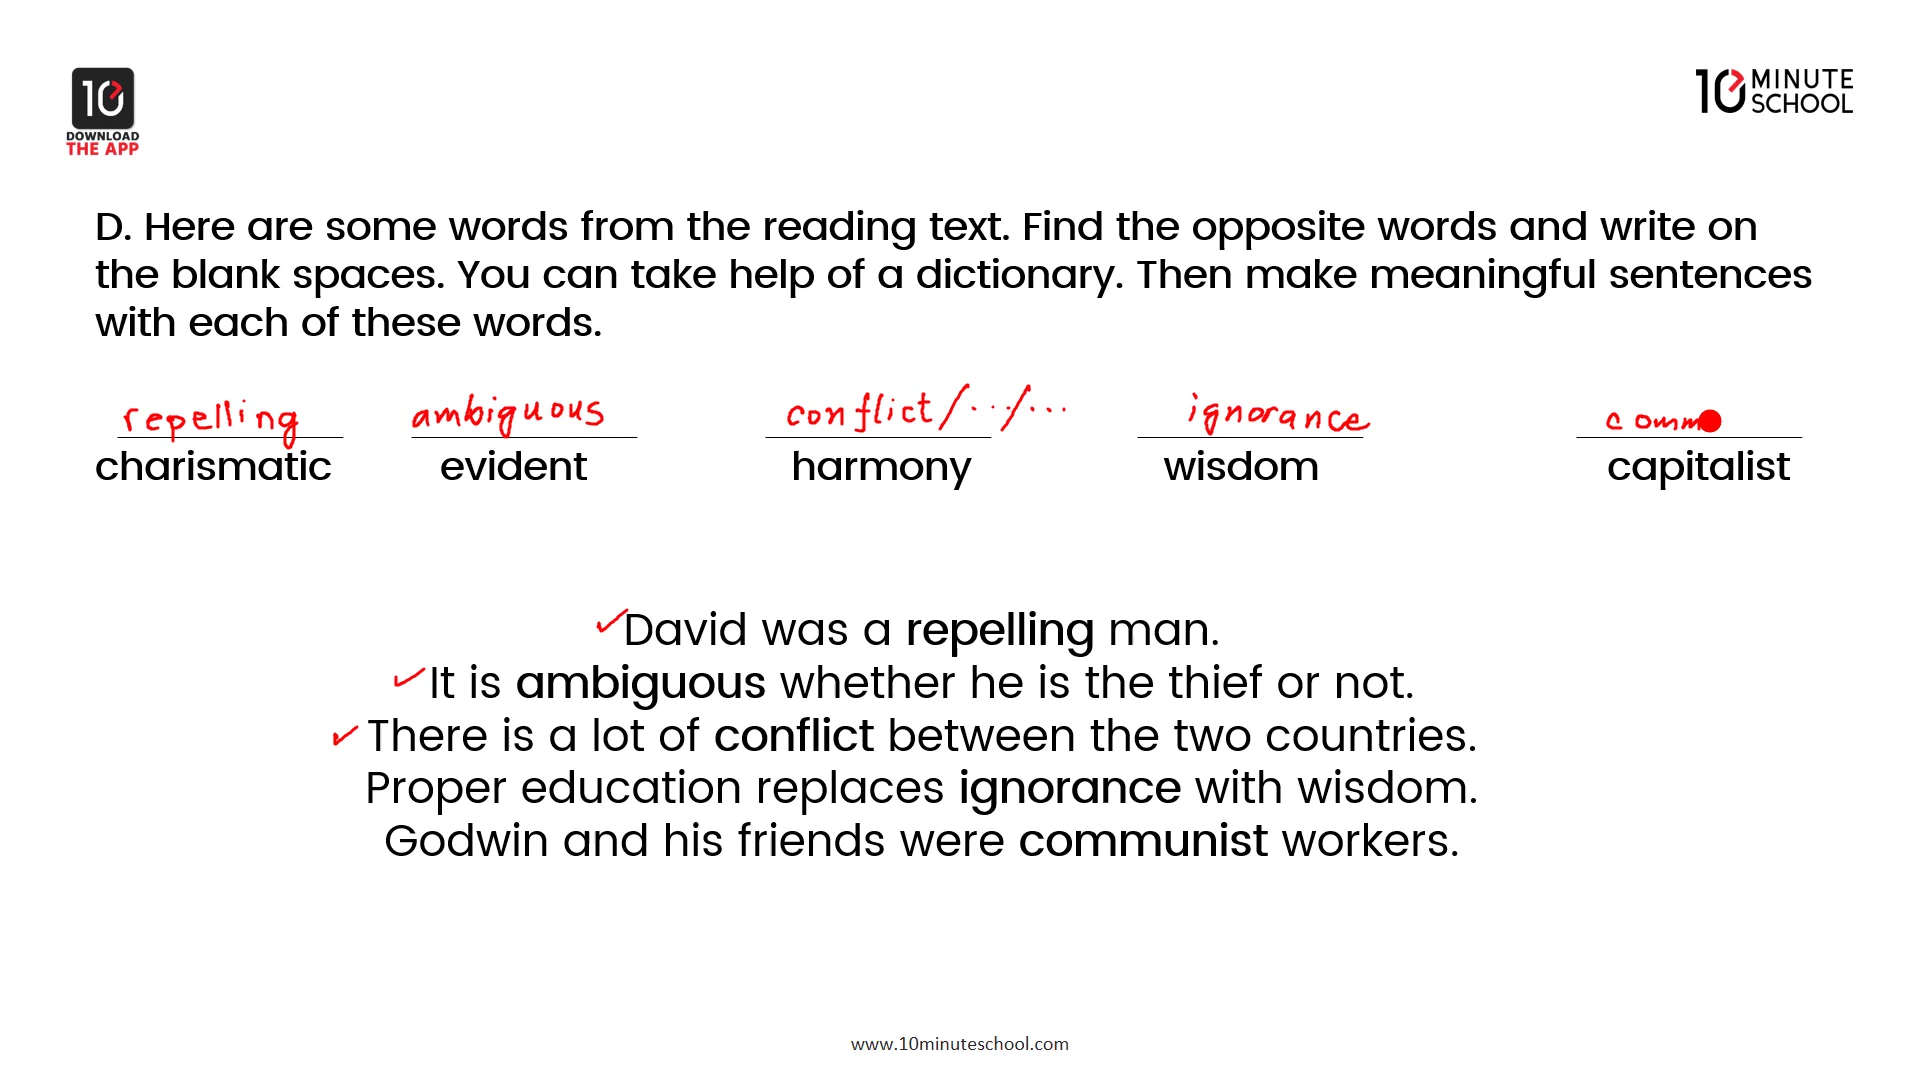 10
DOWNLOAD
THE APP
10 MINUTE
SCHOOL
D. Here are some words from the reading text. Find the opposite words and write on
the blank spaces. You can take help of a dictionary. Then make meaningful sentences
with each of these words.
repelling ambiguous conflict/.../... ignorance comm
charismatic evident harmony wisdom capitalist
David was a repelling man.
It is ambiguous whether he is the thief or not.
There is a lot of conflict between the two countries.
Proper education replaces ignorance with wisdom.
Godwin and his friends were communist workers.
www.10minuteschool.com